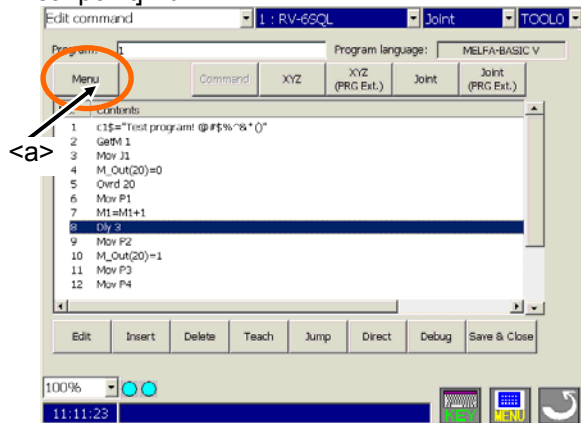 Edit command 1 : RV-6SQL Joint TOOL0
Program: 1 Program language: MELFA-BASIC V
Menu Command XYZ XYZ (PRG Ext.) Joint Joint (PRG Ext.)
Contents
<a>
1 c1$="Test program! @#$%^&*()"
2 GetM 1
3 Mov J1
4 M_Out(20)=0
5 Ovrd 20
6 Mov P1
7 M1=M1+1
8 Dly 3
9 Mov P2
10 M_Out(20)=1
11 Mov P3
12 Mov P4
Edit Insert Delete Teach Jump Direct Debug Save & Close
100%
11:11:23 KEY MENU